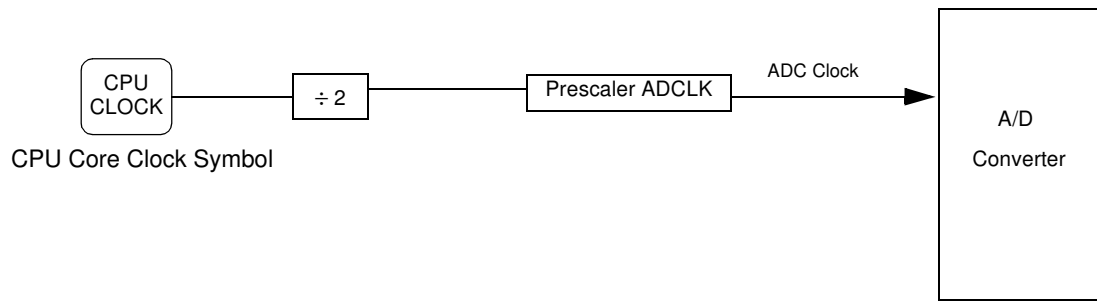 CPU
CLOCK
CPU Core Clock Symbol
÷ 2
Prescaler ADCLK
ADC Clock
A/D
Converter